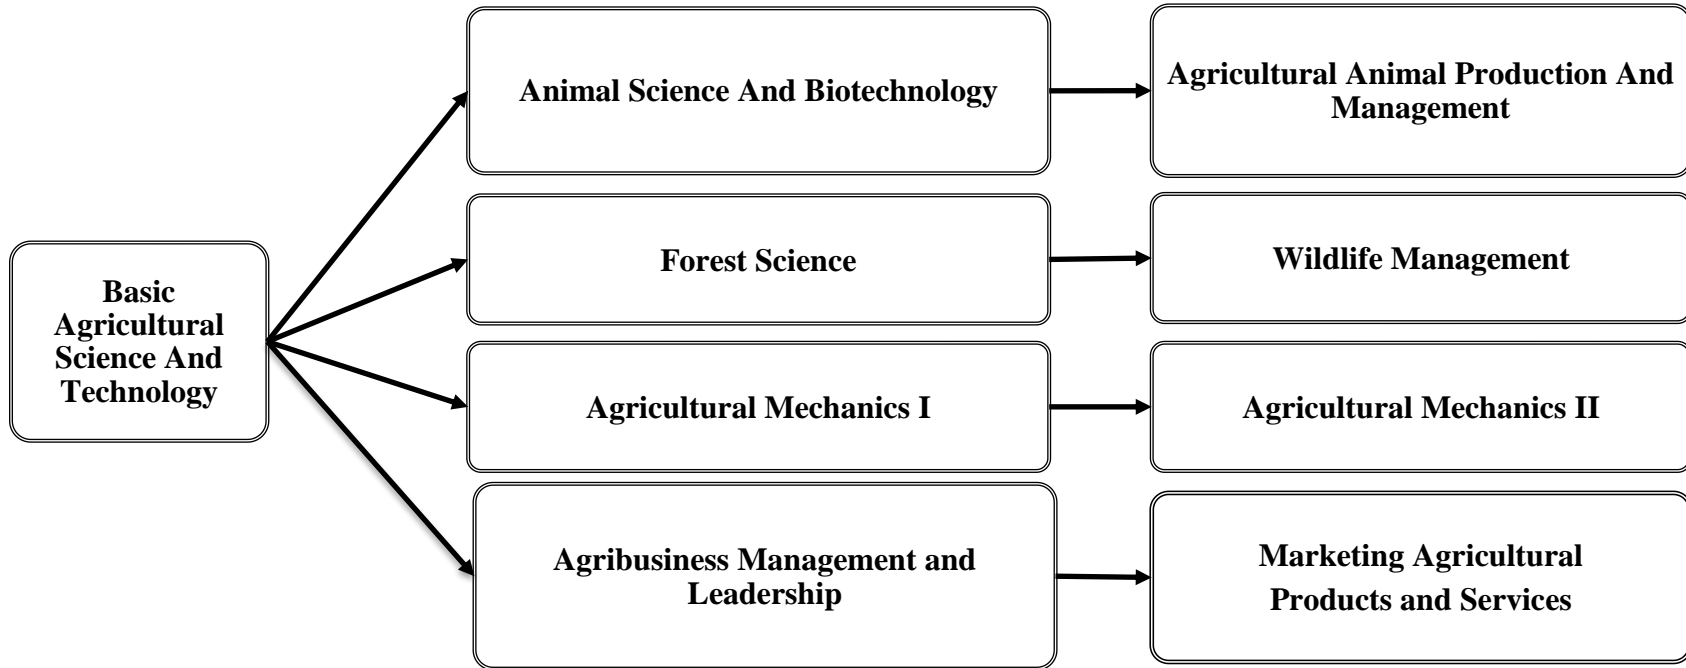 Basic
Agricultural
Science And
Technology
Animal Science And Biotechnology
Agricultural Animal Production And
Management
Forest Science
Wildlife Management
Agricultural Mechanics I
Agricultural Mechanics II
Agribusiness Management and
Leadership
Marketing Agricultural
Products and Services